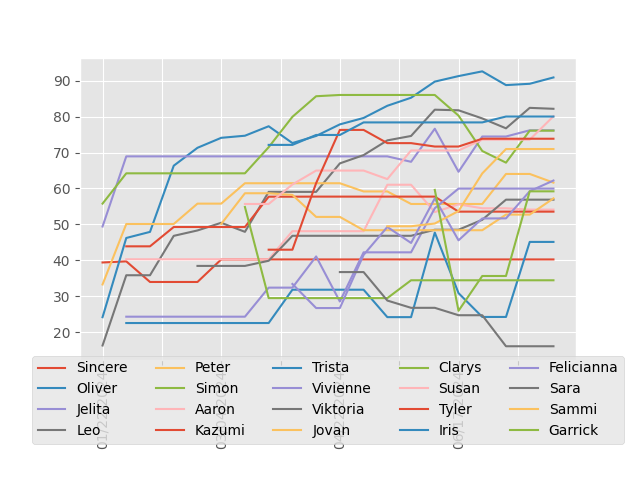 90
80
70
60
50
40
30
20
Sincere Peter Trista Clarys Felicianna
Oliver Simon Vivienne Susan Sara
Jelita Aaron Viktoria Tyler Sammi
Leo Kazumi Jovan Iris Garrick